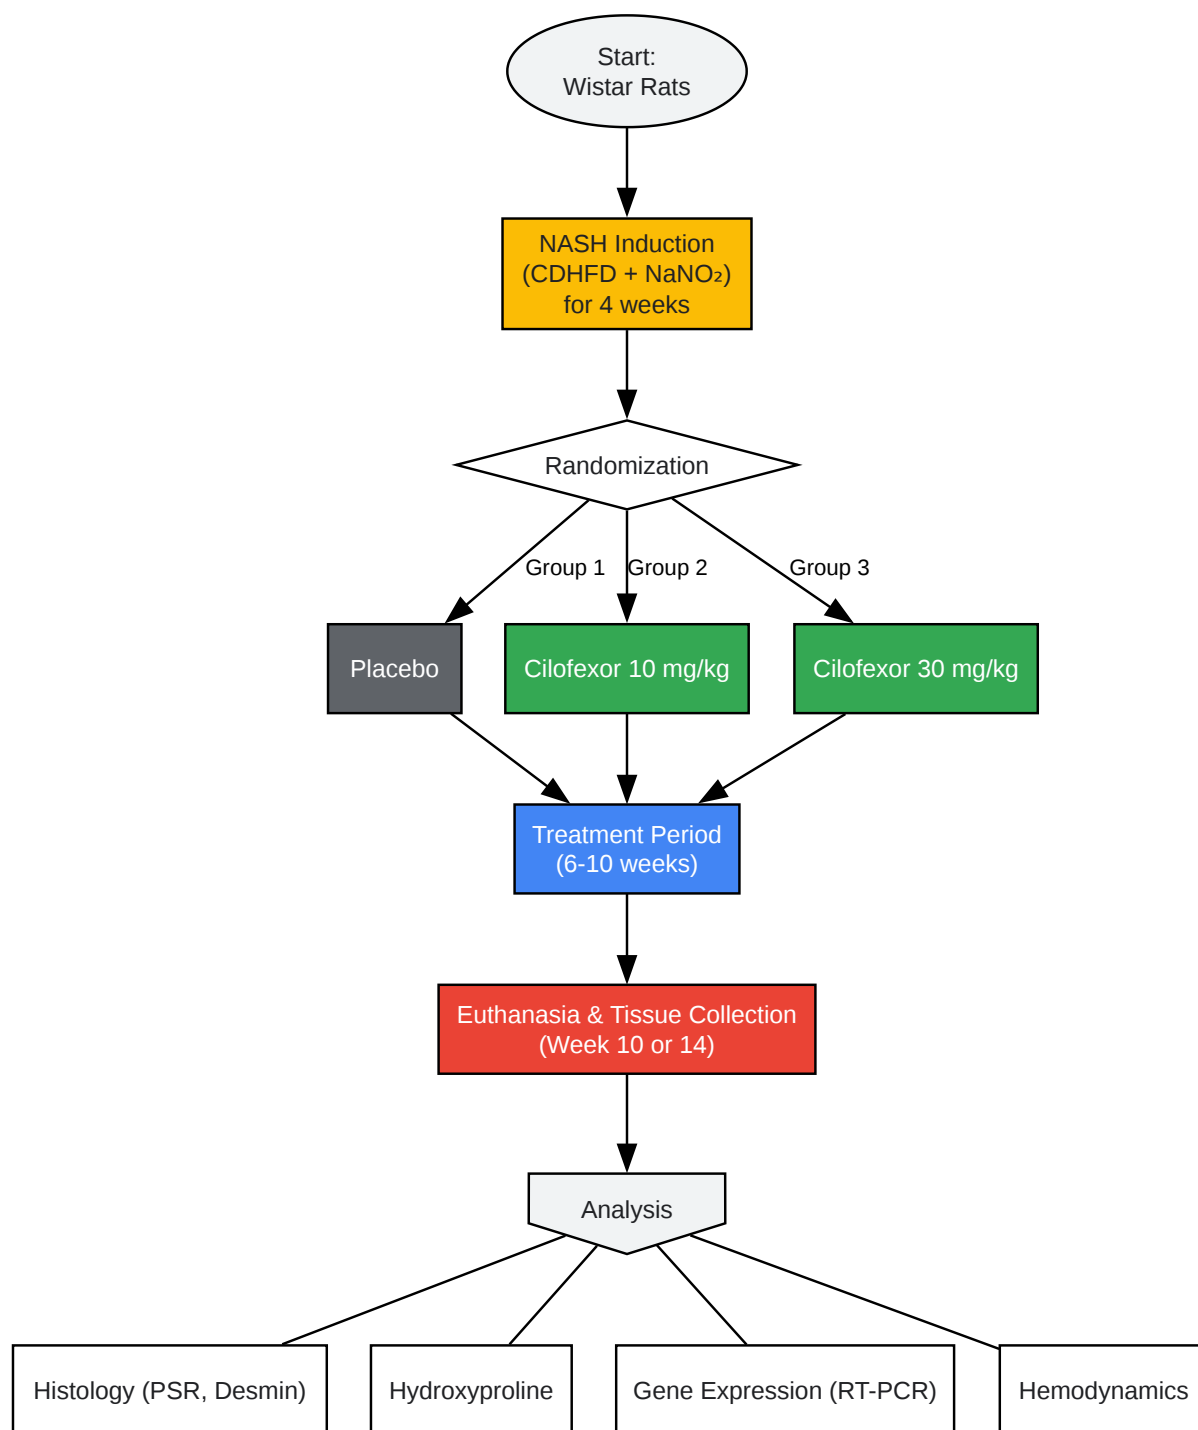 Start:
Wistar Rats
NASH Induction
(CDHFD + NaNO₂)
for 4 weeks
Randomization
Group 1
Group 2
Group 3
Placebo
Cilofexor 10 mg/kg
Cilofexor 30 mg/kg
Treatment Period
(6-10 weeks)
Euthanasia & Tissue Collection
(Week 10 or 14)
Analysis
Histology (PSR, Desmin)
Hydroxyproline
Gene Expression (RT-PCR)
Hemodynamics